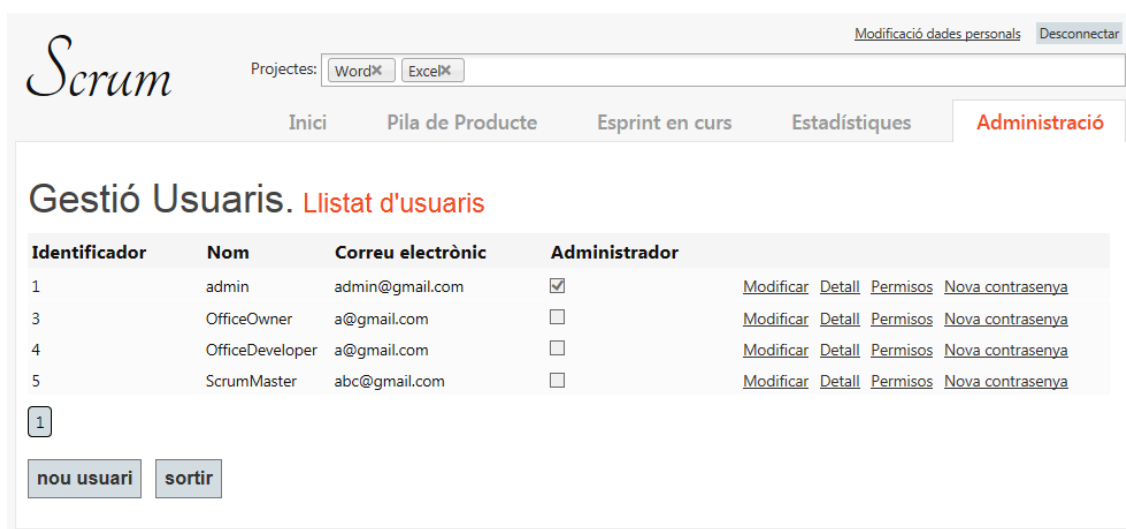 Modificació dades personals Desconnectar
Scrum
Projectes: Word Excel
Inici Pila de Producte Esprint en curs Estadístiques Administració
Gestió Usuaris. Llistat d'usuaris
Identificador Nom Correu electrònic Administrador
1 admin admin@gmail.com Modificar Detall Permisos Nova contrasenya
3 OfficeOwner a@gmail.com Modificar Detall Permisos Nova contrasenya
4 OfficeDeveloper a@gmail.com Modificar Detall Permisos Nova contrasenya
5 ScrumMaster abc@gmail.com Modificar Detall Permisos Nova contrasenya
1
nou usuari sortir